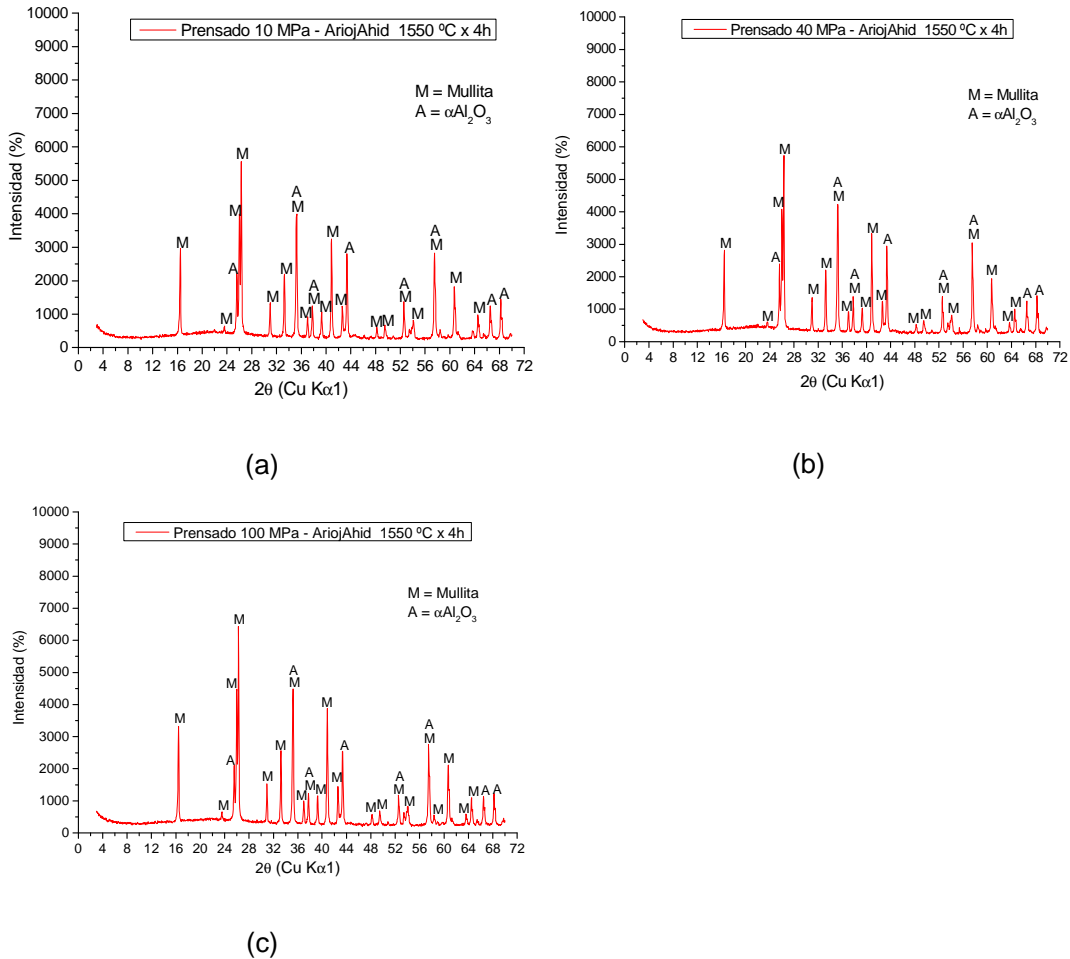 Prensado 10 MPa - AriojAhid 1550 ºC x 4h
M = Mullita
A = αAl₂O₃
Intensidad (%)
10000
9000
8000
7000
6000
5000
4000
3000
2000
1000
0
M
M
M
A
M
M
M
A
M
M
A
M
M
M
M
A
M
M
A
M
M
A
M
M
M
A
A
0 4 8 12 16 20 24 28 32 36 40 44 48 52 56 60 64 68 72
2θ (Cu Kα1)
(a)
Prensado 40 MPa - AriojAhid 1550 ºC x 4h
M = Mullita
A = αAl₂O₃
Intensidad (%)
10000
9000
8000
7000
6000
5000
4000
3000
2000
1000
0
M
M
M
A
M
M
M
A
M
M
A
M
M
M
M
A
M
M
A
M
M
A
M
M
M
M
A
A
0 4 8 12 16 20 24 28 32 36 40 44 48 52 56 60 64 68 72
2θ (Cu Kα1)
(b)
Prensado 100 MPa - AriojAhid 1550 ºC x 4h
M = Mullita
A = αAl₂O₃
Intensidad (%)
10000
9000
8000
7000
6000
5000
4000
3000
2000
1000
0
M
M
M
A
M
M
M
A
M
M
A
M
M
M
M
A
M
M
A
M
M
A
M
M
M
M
M
A
A
0 4 8 12 16 20 24 28 32 36 40 44 48 52 56 60 64 68 72
2θ (Cu Kα1)
(c)